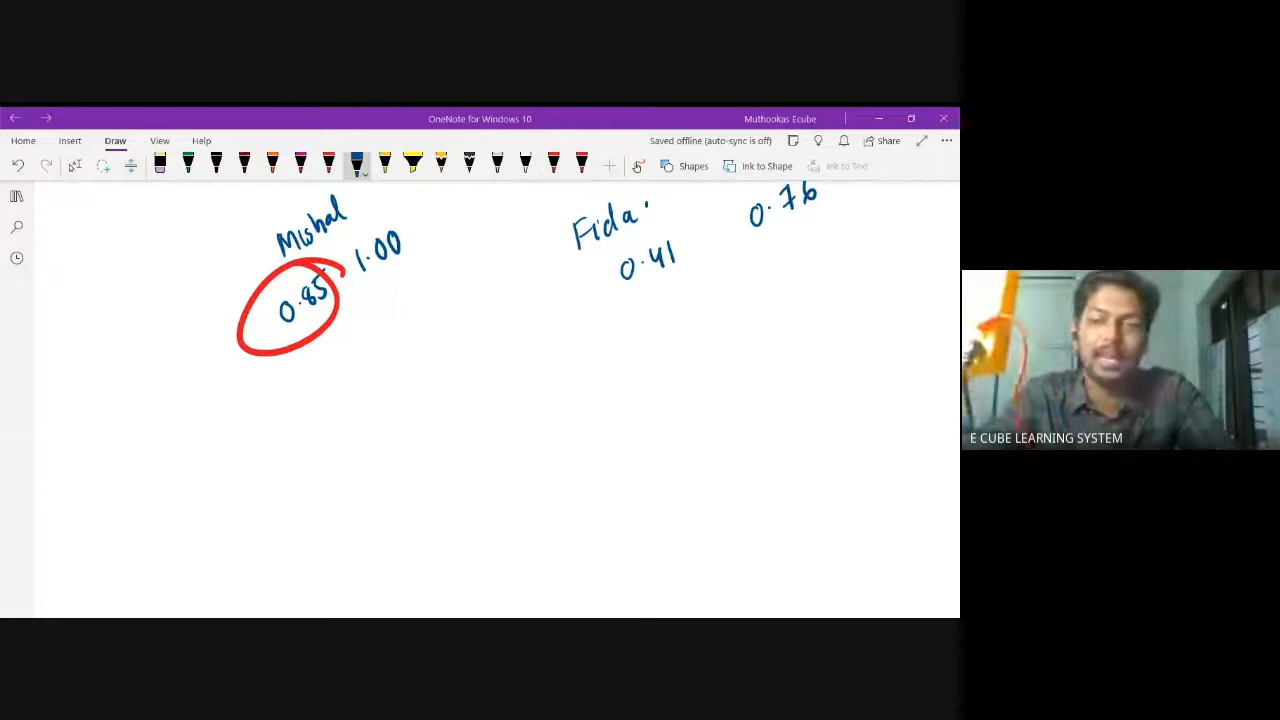 OneNote for Windows 10
Muthookas Ecube
Home Insert Draw View Help
Saved offline (auto-sync is off)
Share
Shapes
Ink to Shape
Ink to Text
Mishal
1.00
0.85
Fida
0.41
0.76
E CUBE LEARNING SYSTEM